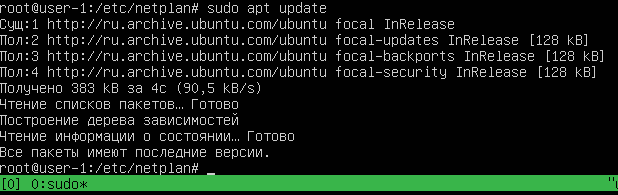 root@user-1:/etc/netplan# sudo apt update
Сущ:1 http://ru.archive.ubuntu.com/ubuntu focal InRelease
Пол:2 http://ru.archive.ubuntu.com/ubuntu focal-updates InRelease [128 kB]
Пол:3 http://ru.archive.ubuntu.com/ubuntu focal-backports InRelease [128 kB]
Пол:4 http://ru.archive.ubuntu.com/ubuntu focal-security InRelease [128 kB]
Получено 383 kB за 4с (90,5 kB/s)
Чтение списков пакетов… Готово
Построение дерева зависимостей
Чтение информации о состоянии… Готово
Все пакеты имеют последние версии.
root@user-1:/etc/netplan# _
[0] 0:sudo*